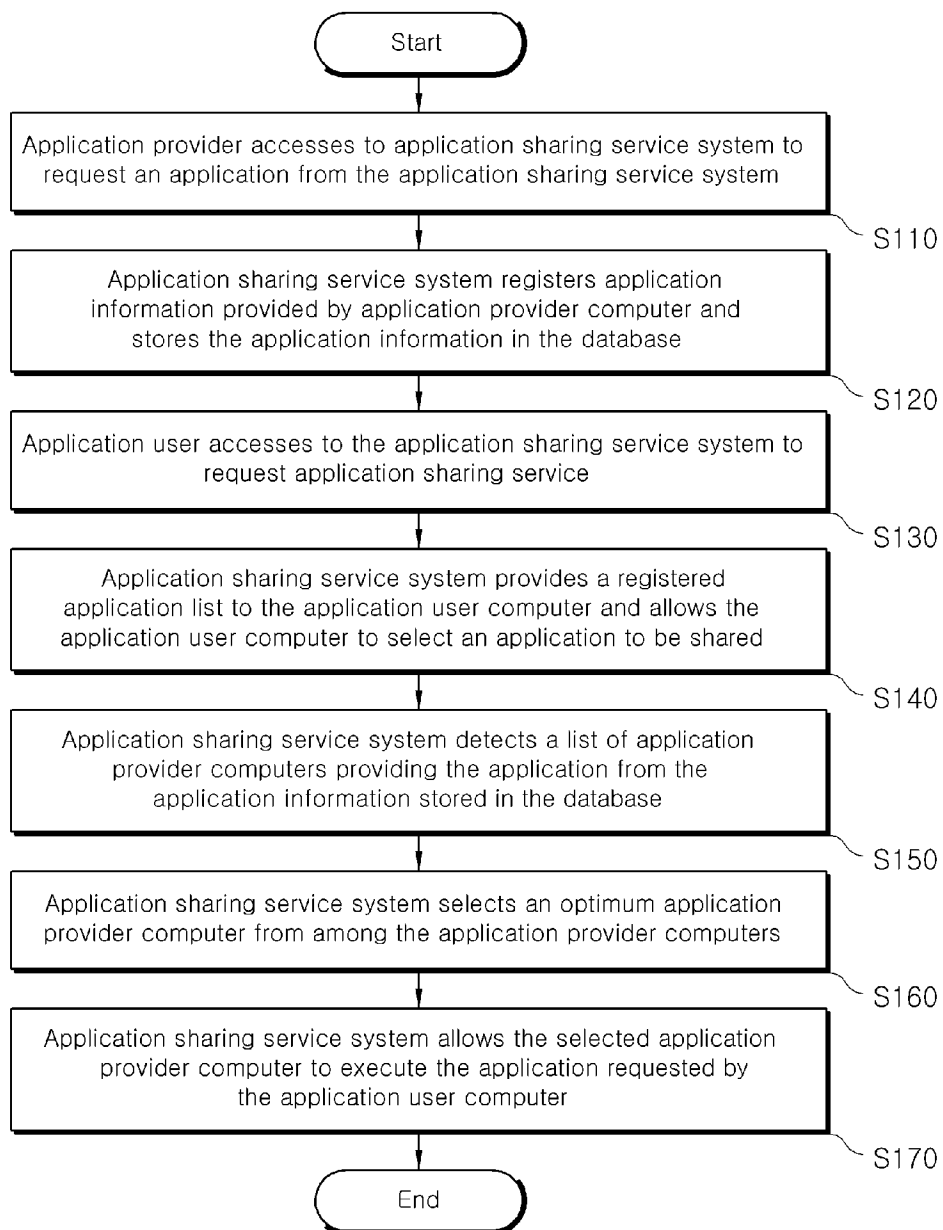 Start
Application provider accesses to application sharing service system to
request an application from the application sharing service system
S110
Application sharing service system registers application
information provided by application provider computer and
stores the application information in the database
S120
Application user accesses to the application sharing service system to
request application sharing service
S130
Application sharing service system provides a registered
application list to the application user computer and allows the
application user computer to select an application to be shared
S140
Application sharing service system detects a list of application
provider computers providing the application from the
application information stored in the database
S150
Application sharing service system selects an optimum application
provider computer from among the application provider computers
S160
Application sharing service system allows the selected application
provider computer to execute the application requested by
the application user computer
S170
End